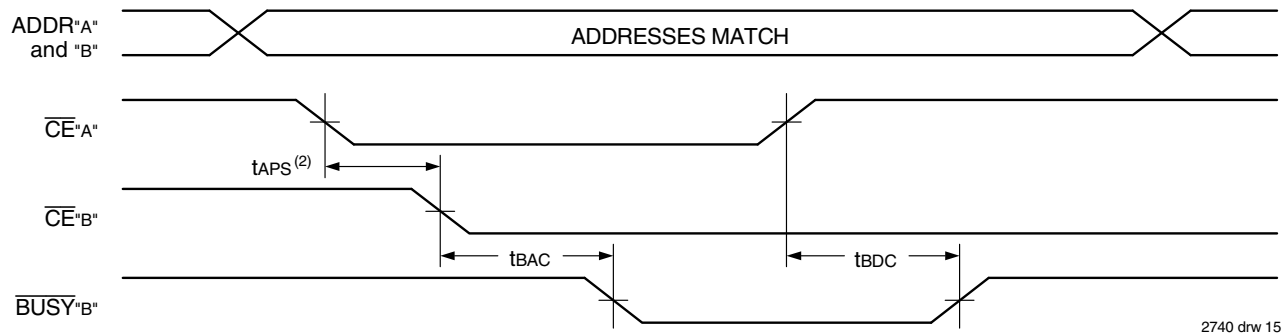 ADDR"A"
and "B"
ADDRESSES MATCH
CE"A"
tAPS (2)
CE"B"
tBAC
tBDC
BUSY"B"
2740 drw 15